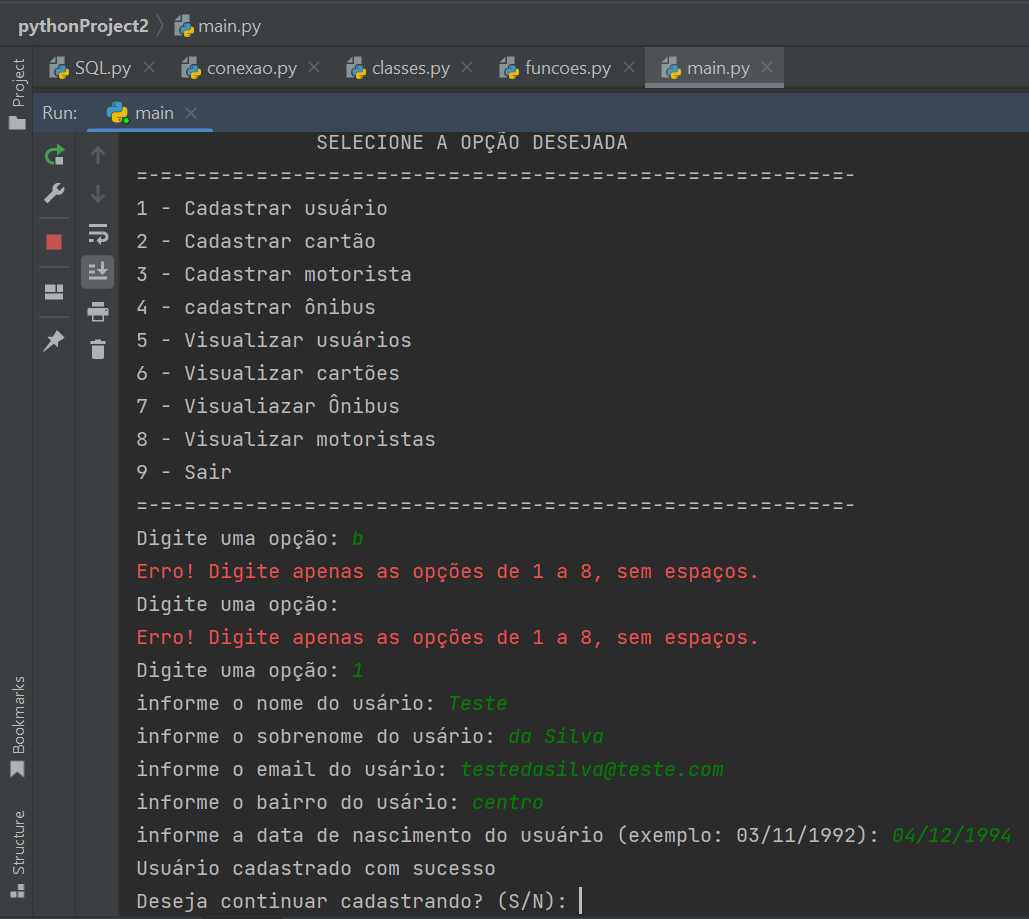 pythonProject2 main.py
SQL.py conexao.py classes.py funcoes.py main.py
Project
Run: main
SELECIONE A OPÇÃO DESEJADA
=-=-=-=-=-=-=-=-=-=-=-=-=-=-=-=-=-=-=-=-=-=-=-=-=-=-=-=-=-=-
1 - Cadastrar usuário
2 - Cadastrar cartão
3 - Cadastrar motorista
4 - cadastrar ônibus
5 - Visualizar usuários
6 - Visualizar cartões
7 - Visualiazar Ônibus
8 - Visualizar motoristas
9 - Sair
=-=-=-=-=-=-=-=-=-=-=-=-=-=-=-=-=-=-=-=-=-=-=-=-=-=-=-=-=-=-
Digite uma opção: b
Erro! Digite apenas as opções de 1 a 8, sem espaços.
Digite uma opção:
Erro! Digite apenas as opções de 1 a 8, sem espaços.
Digite uma opção: 1
informe o nome do usário: Teste
informe o sobrenome do usário: da Silva
informe o email do usário: testedasilva@teste.com
informe o bairro do usário: centro
informe a data de nascimento do usuário (exemplo: 03/11/1992): 04/12/1994
Usuário cadastrado com sucesso
Deseja continuar cadastrando? (S/N):
Bookmarks
Structure